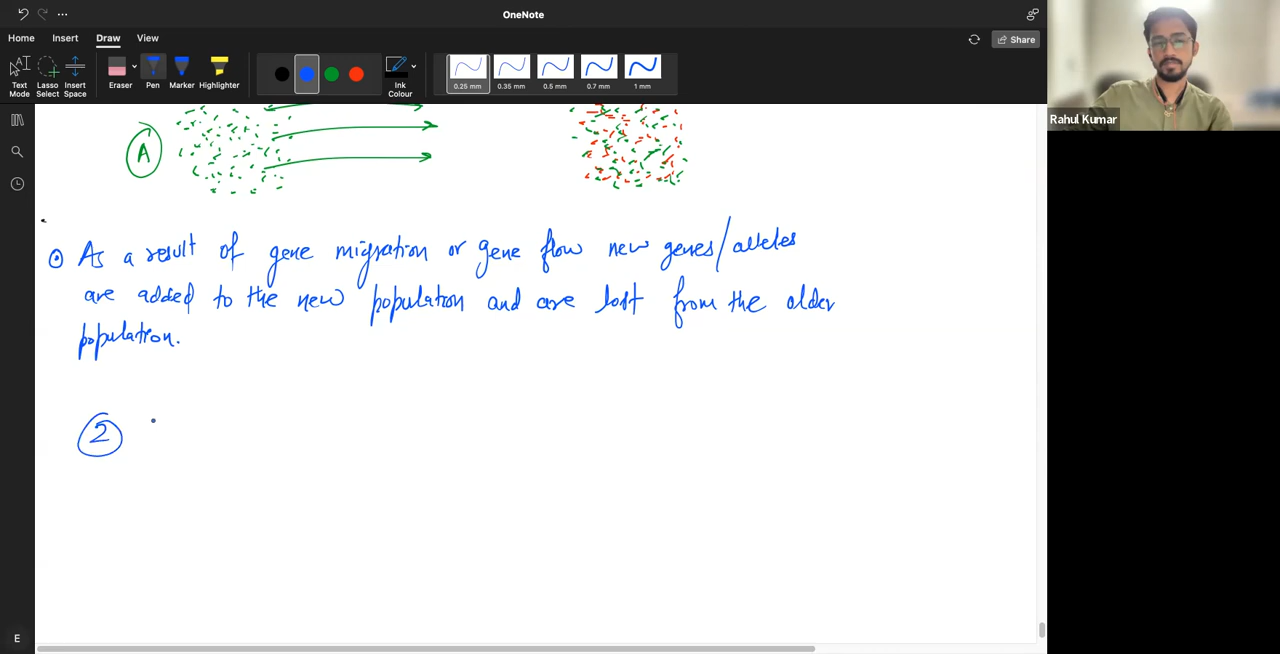 OneNote
Home Insert Draw View
Share
Text Mode
Lasso Select
Insert Space
Eraser
Pen
Marker
Highlighter
Ink Colour
0.25 mm
0.35 mm
0.5 mm
0.7 mm
1 mm
Rahul Kumar
A
As a result of gene migration or gene flow new genes/alleles
are added to the new population and are lost from the older
population.
2
E